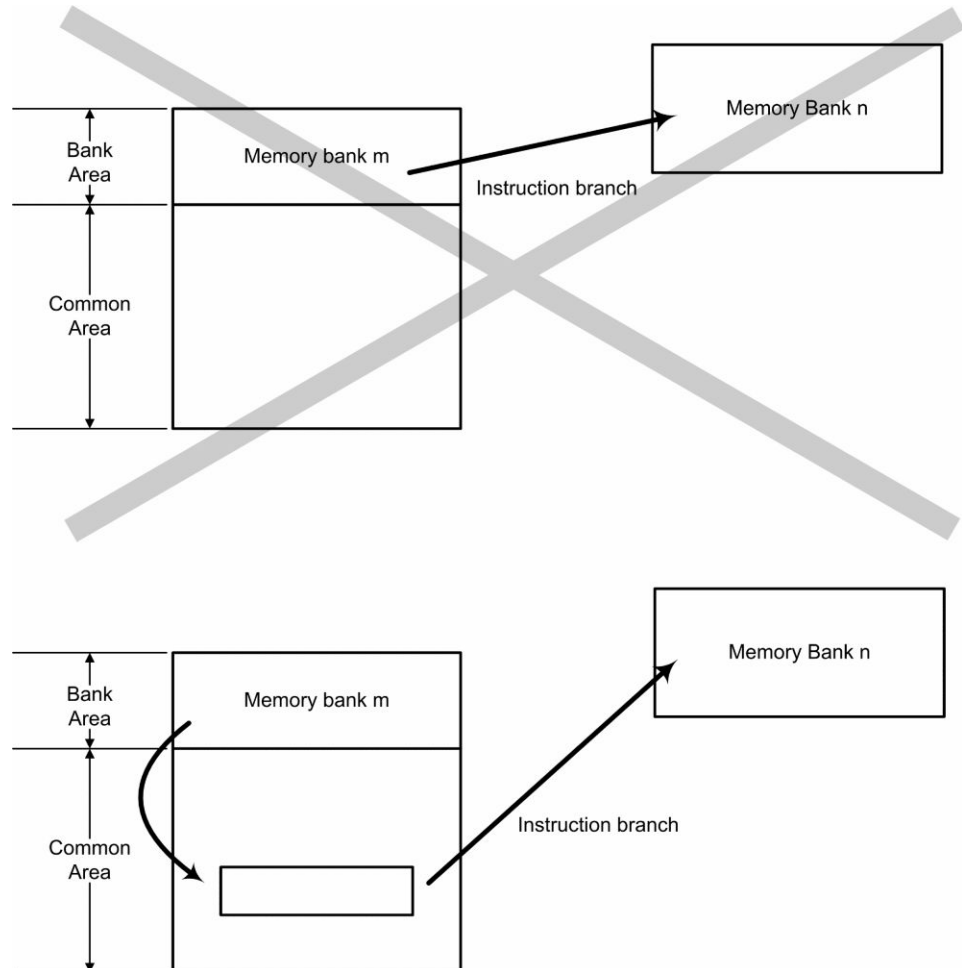 Memory Bank n
Bank
Area
Memory bank m
Instruction branch
Common
Area
Memory Bank n
Bank
Area
Memory bank m
Instruction branch
Common
Area